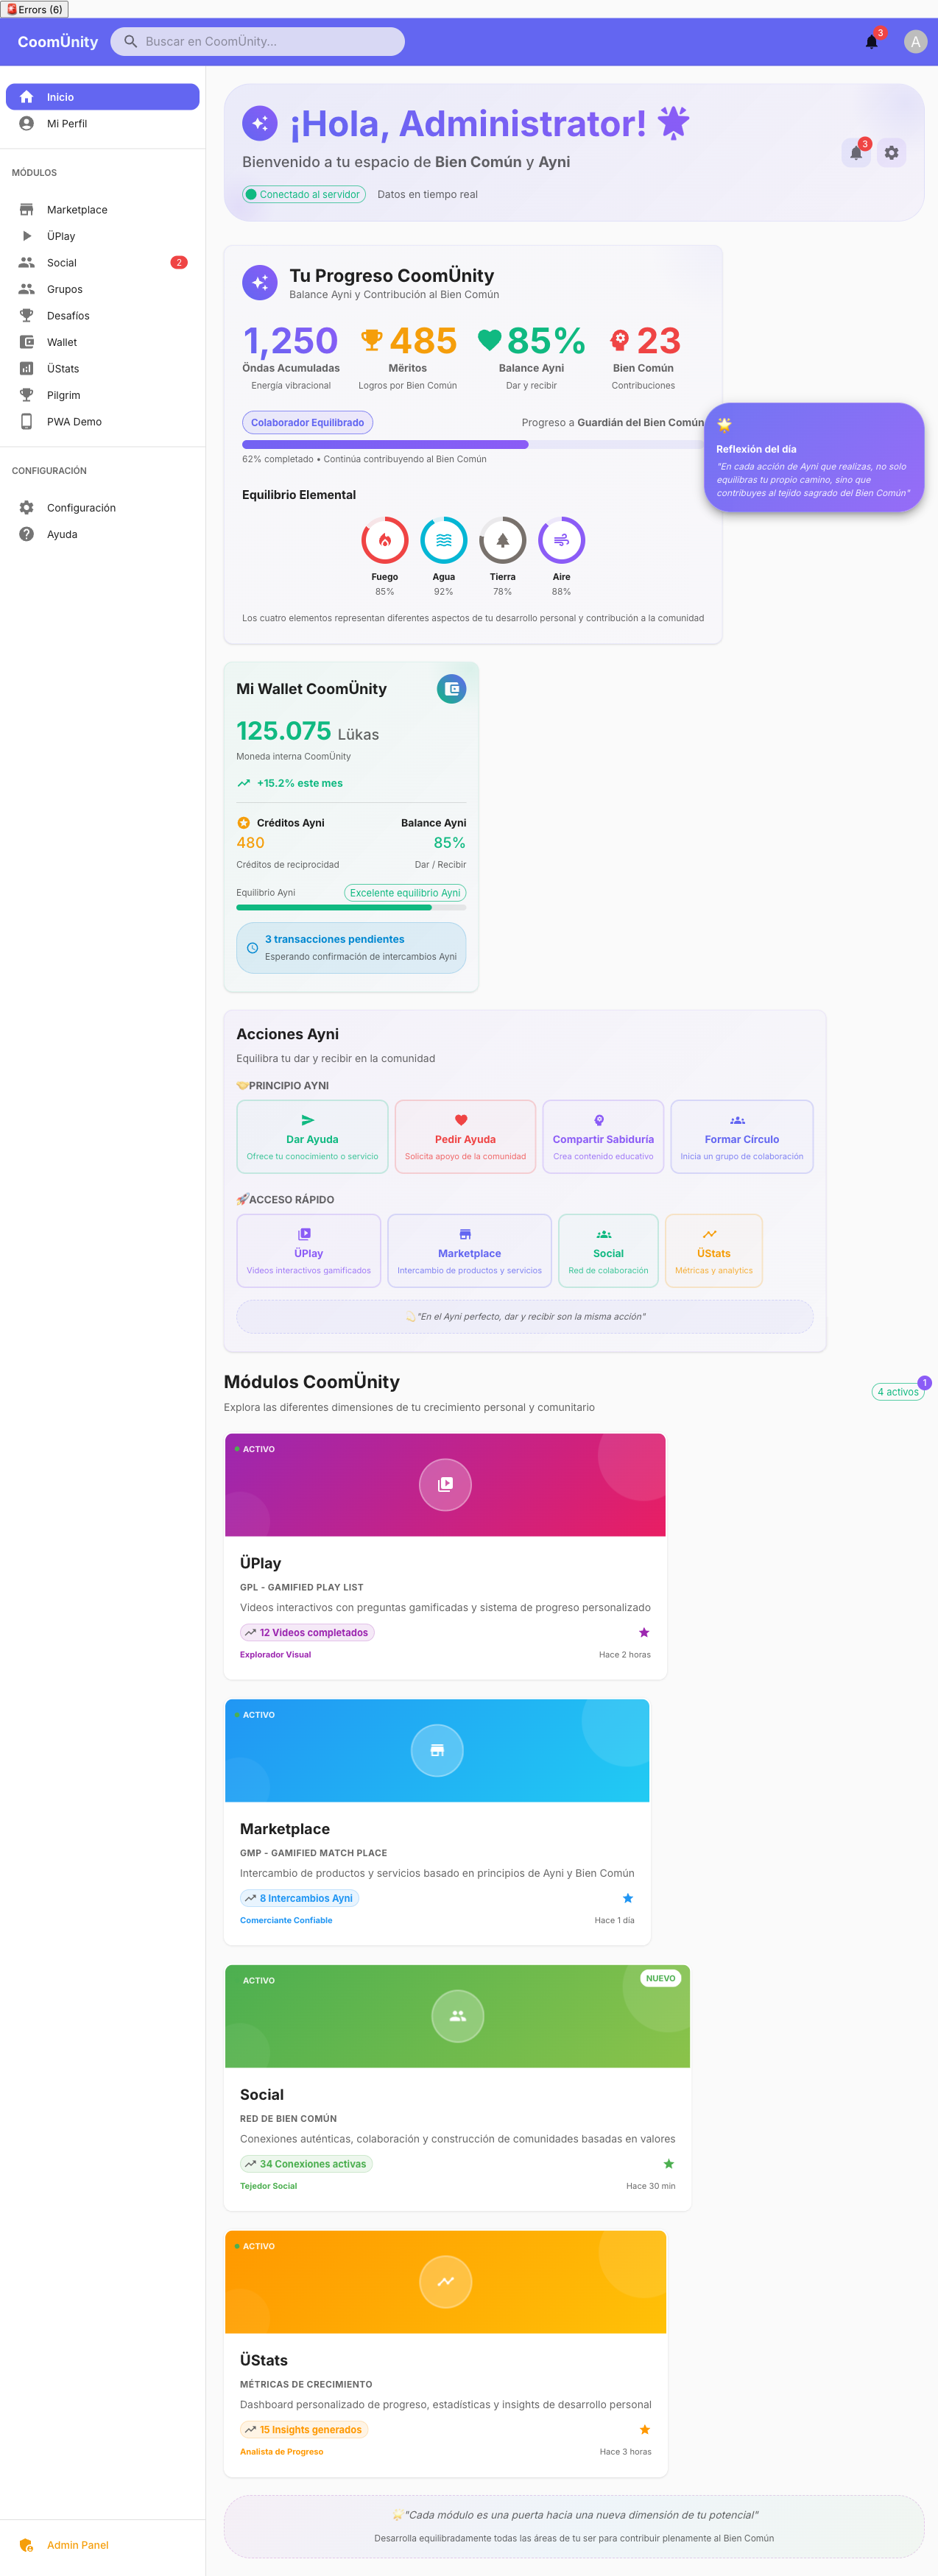 🚨Errors (6)
CoomÜnity
Buscar en CoomÜnity...
3
A
Inicio
Mi Perfil
MÓDULOS
Marketplace
ÜPlay
Social
2
Grupos
Desafíos
Wallet
ÜStats
Pilgrim
PWA Demo
CONFIGURACIÓN
Configuración
Ayuda
Admin Panel
¡Hola, Administrator! 🌟
Bienvenido a tu espacio de Bien Común y Ayni
Conectado al servidor
Datos en tiempo real
3
Tu Progreso CoomÜnity
Balance Ayni y Contribución al Bien Común
1,250
Öndas Acumuladas
Energía vibracional
485
Mëritos
Logros por Bien Común
85%
Balance Ayni
Dar y recibir
23
Bien Común
Contribuciones
Colaborador Equilibrado
Progreso a Guardián del Bien Común
62% completado • Continúa contribuyendo al Bien Común
Equilibrio Elemental
Fuego
85%
Agua
92%
Tierra
78%
Aire
88%
Los cuatro elementos representan diferentes aspectos de tu desarrollo personal y contribución a la comunidad
🌟
Reflexión del día
"En cada acción de Ayni que realizas, no solo
equilibras tu propio camino, sino que
contribuyes al tejido sagrado del Bien Común"
Mi Wallet CoomÜnity
125.075 Lükas
Moneda interna CoomÜnity
+15.2% este mes
Créditos Ayni
480
Créditos de reciprocidad
Balance Ayni
85%
Dar / Recibir
Equilibrio Ayni
Excelente equilibrio Ayni
3 transacciones pendientes
Esperando confirmación de intercambios Ayni
Acciones Ayni
Equilibra tu dar y recibir en la comunidad
🤝PRINCIPIO AYNI
Dar Ayuda
Ofrece tu conocimiento o servicio
Pedir Ayuda
Solicita apoyo de la comunidad
Compartir Sabiduría
Crea contenido educativo
Formar Círculo
Inicia un grupo de colaboración
🚀ACCESO RÁPIDO
ÜPlay
Videos interactivos gamificados
Marketplace
Intercambio de productos y servicios
Social
Red de colaboración
ÜStats
Métricas y analytics
💫"En el Ayni perfecto, dar y recibir son la misma acción"
Módulos CoomÜnity
Explora las diferentes dimensiones de tu crecimiento personal y comunitario
4 activos
1
ACTIVO
ÜPlay
GPL - GAMIFIED PLAY LIST
Videos interactivos con preguntas gamificadas y sistema de progreso personalizado
12 Videos completados
Explorador Visual
Hace 2 horas
ACTIVO
Marketplace
GMP - GAMIFIED MATCH PLACE
Intercambio de productos y servicios basado en principios de Ayni y Bien Común
8 Intercambios Ayni
Comerciante Confiable
Hace 1 día
ACTIVO
NUEVO
Social
RED DE BIEN COMÚN
Conexiones auténticas, colaboración y construcción de comunidades basadas en valores
34 Conexiones activas
Tejedor Social
Hace 30 min
ACTIVO
ÜStats
MÉTRICAS DE CRECIMIENTO
Dashboard personalizado de progreso, estadísticas y insights de desarrollo personal
15 Insights generados
Analista de Progreso
Hace 3 horas
🌟"Cada módulo es una puerta hacia una nueva dimensión de tu potencial"
Desarrolla equilibradamente todas las áreas de tu ser para contribuir plenamente al Bien Común